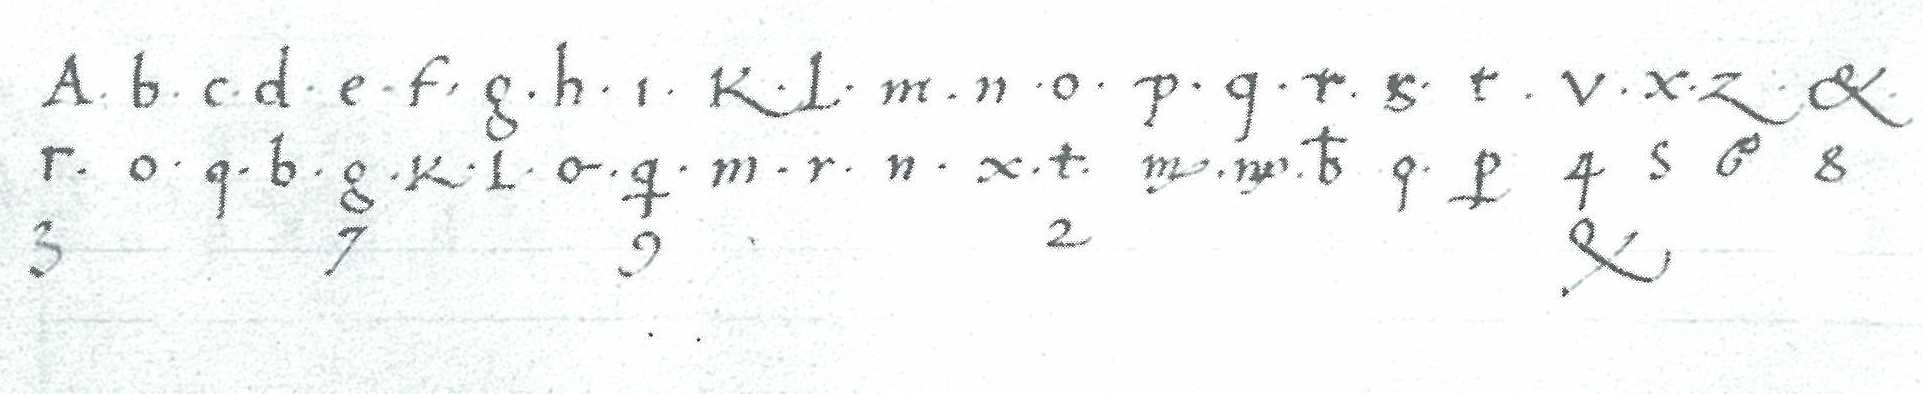 A. b. c. d. e. f. g. h. ı. K. L. m. n. o. p. q. r. s. t. v. x. z. &.
r. o. q. b. g. K. L. o. ꝗ. m. r. n. x. t. m. m. b q. ꝑ 4 5 6 8
3 7 9 2 &